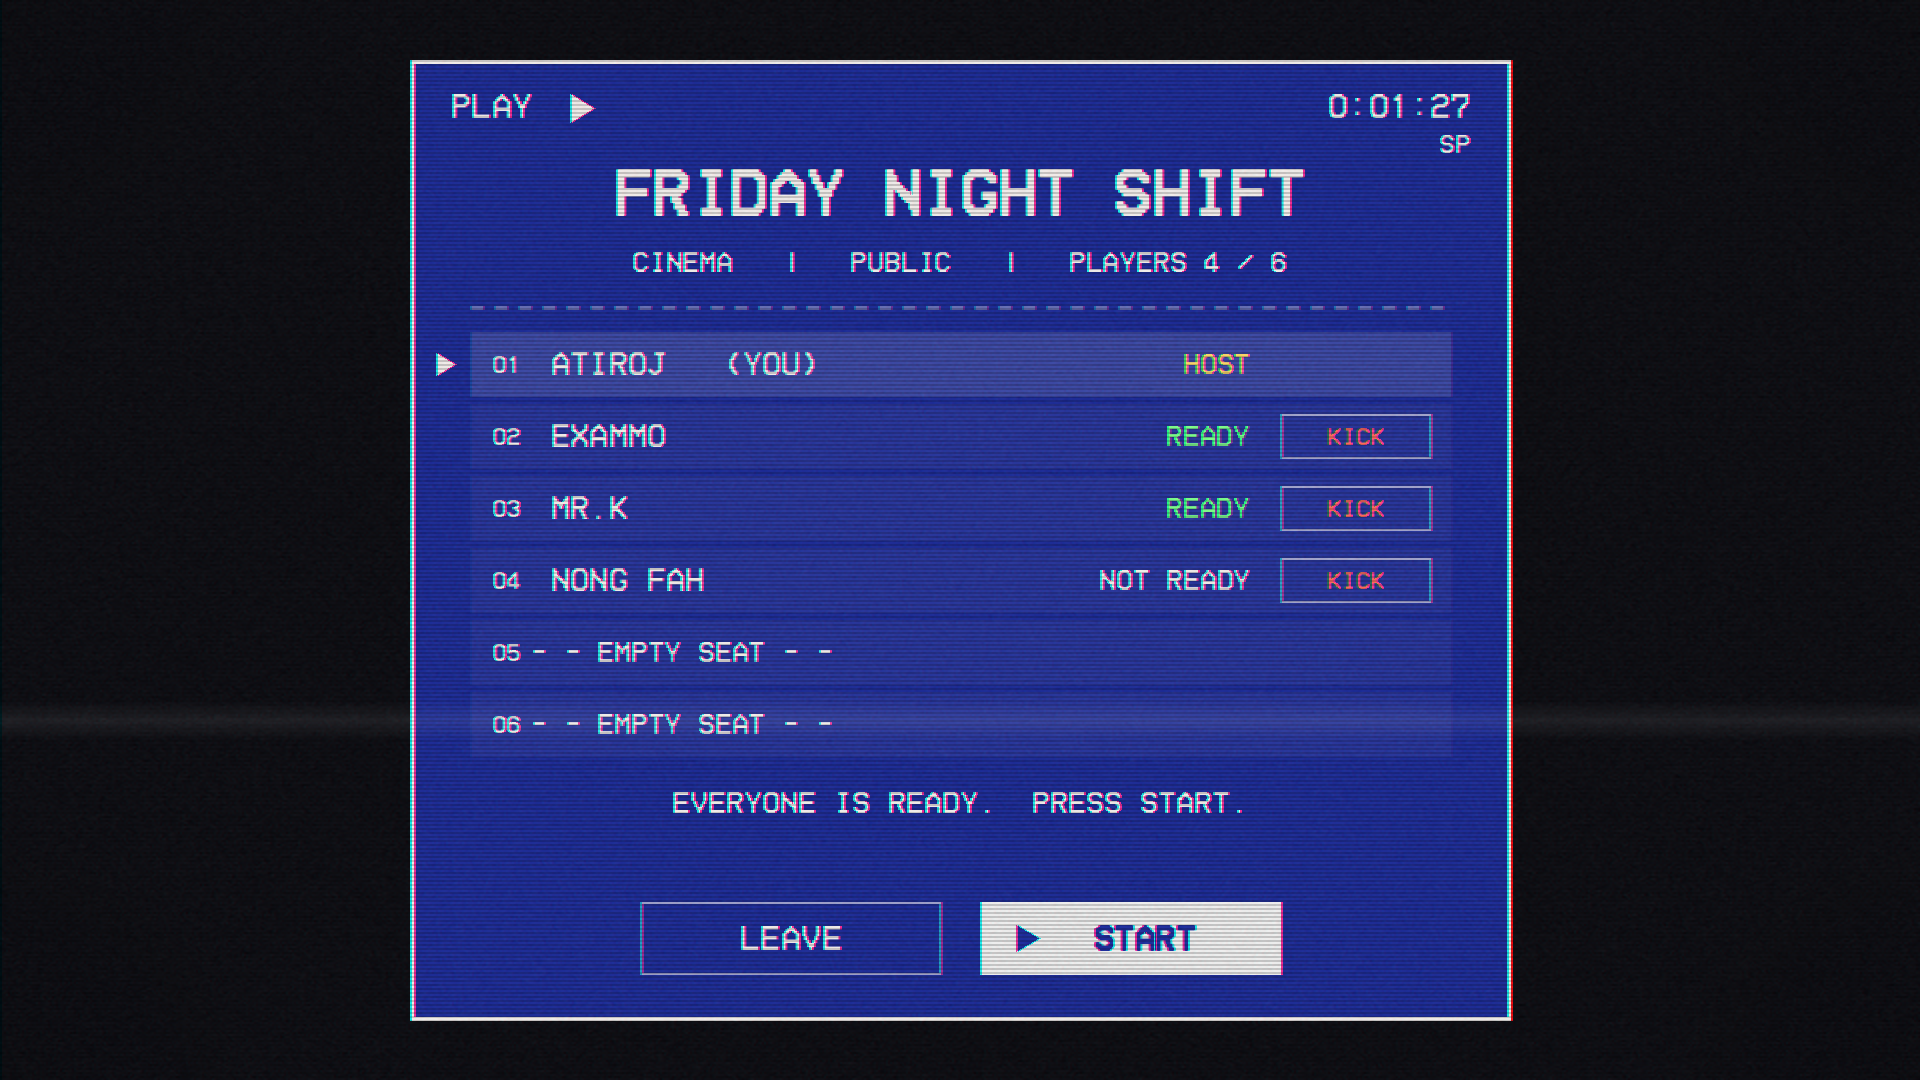 PLAY
0:01:27
SP
FRIDAY NIGHT SHIFT
CINEMA | PUBLIC | PLAYERS 4 / 6
01 ATIROJ (YOU) HOST
02 EXAMMO READY KICK
03 MR.K READY KICK
04 NONG FAH NOT READY KICK
05 - - EMPTY SEAT - -
06 - - EMPTY SEAT - -
EVERYONE IS READY. PRESS START.
LEAVE START